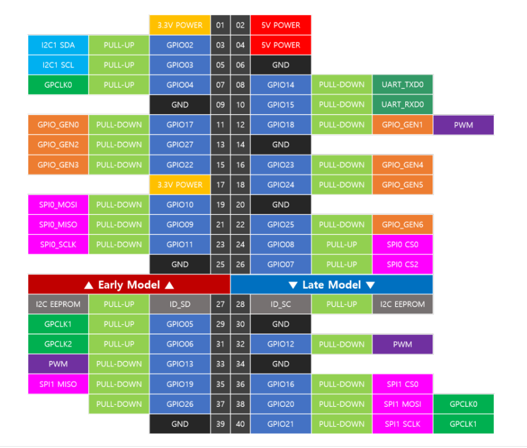 3.3V POWER 01 02 5V POWER
I2C1 SDA PULL-UP GPIO02 03 04 5V POWER
I2C1 SCL PULL-UP GPIO03 05 06 GND
GPCLK0 PULL-UP GPIO04 07 08 GPIO14 PULL-DOWN UART_TXD0
GND 09 10 GPIO15 PULL-DOWN UART_RXD0
GPIO_GEN0 PULL-DOWN GPIO17 11 12 GPIO18 PULL-DOWN GPIO_GEN1 PWM
GPIO_GEN2 PULL-DOWN GPIO27 13 14 GND
GPIO_GEN3 PULL-DOWN GPIO22 15 16 GPIO23 PULL-DOWN GPIO_GEN4
3.3V POWER 17 18 GPIO24 PULL-DOWN GPIO_GEN5
SPI0_MOSI PULL-DOWN GPIO10 19 20 GND
SPI0_MISO PULL-DOWN GPIO09 21 22 GPIO25 PULL-DOWN GPIO_GEN6
SPI0_SCLK PULL-DOWN GPIO11 23 24 GPIO08 PULL-UP SPI0 CS0
GND 25 26 GPIO07 PULL-UP SPI0 CS2
▲ Early Model ▲ ▼ Late Model ▼
I2C EEPROM PULL-UP ID_SD 27 28 ID_SC PULL-UP I2C EEPROM
GPCLK1 PULL-UP GPIO05 29 30 GND
GPCLK2 PULL-UP GPIO06 31 32 GPIO12 PULL-DOWN PWM
PWM PULL-DOWN GPIO13 33 34 GND
SPI1 MISO PULL-DOWN GPIO19 35 36 GPIO16 PULL-DOWN SPI1 CS0
PULL-DOWN GPIO26 37 38 GPIO20 PULL-DOWN SPI1 MOSI GPCLK0
GND 39 40 GPIO21 PULL-DOWN SPI1 SCLK GPCLK1